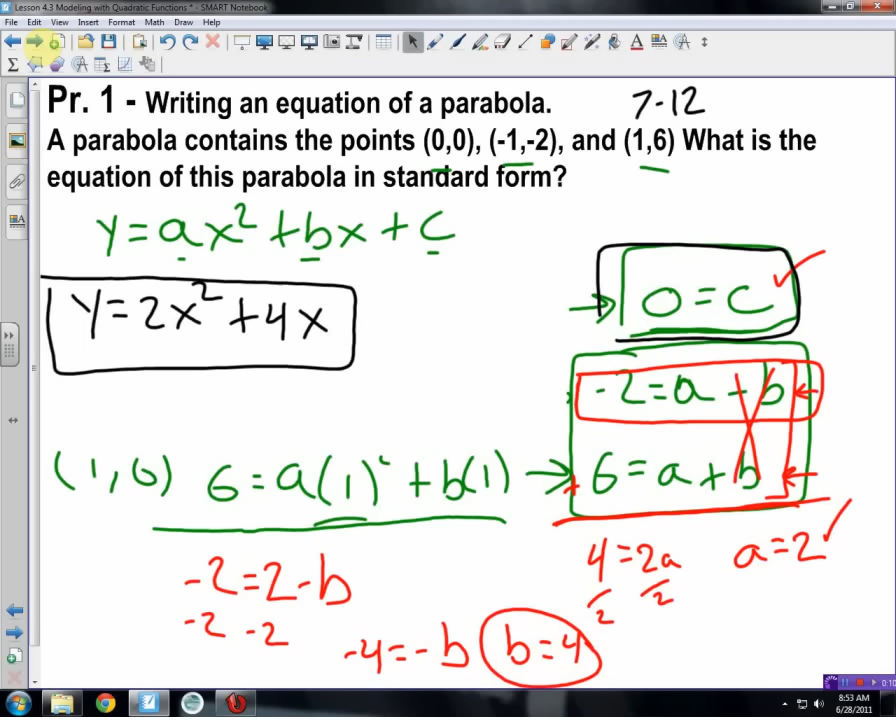 Lesson 4.3 Modeling with Quadratic Functions * - SMART Notebook
File Edit View Insert Format Math Draw Help
Pr. 1 - Writing an equation of a parabola. 7-12
A parabola contains the points (0,0), (-1,-2), and (1,6) What is the
equation of this parabola in standard form?
y=ax²+bx+c
y=2x²+4x
0=c
-2=a-b
(1,6) 6=a(1)²+b(1) → 6=a+b
4=2a a=2
2 2
-2=2-b
-2 -2
-4=-b b=4
0:10
8:53 AM
6/28/2011